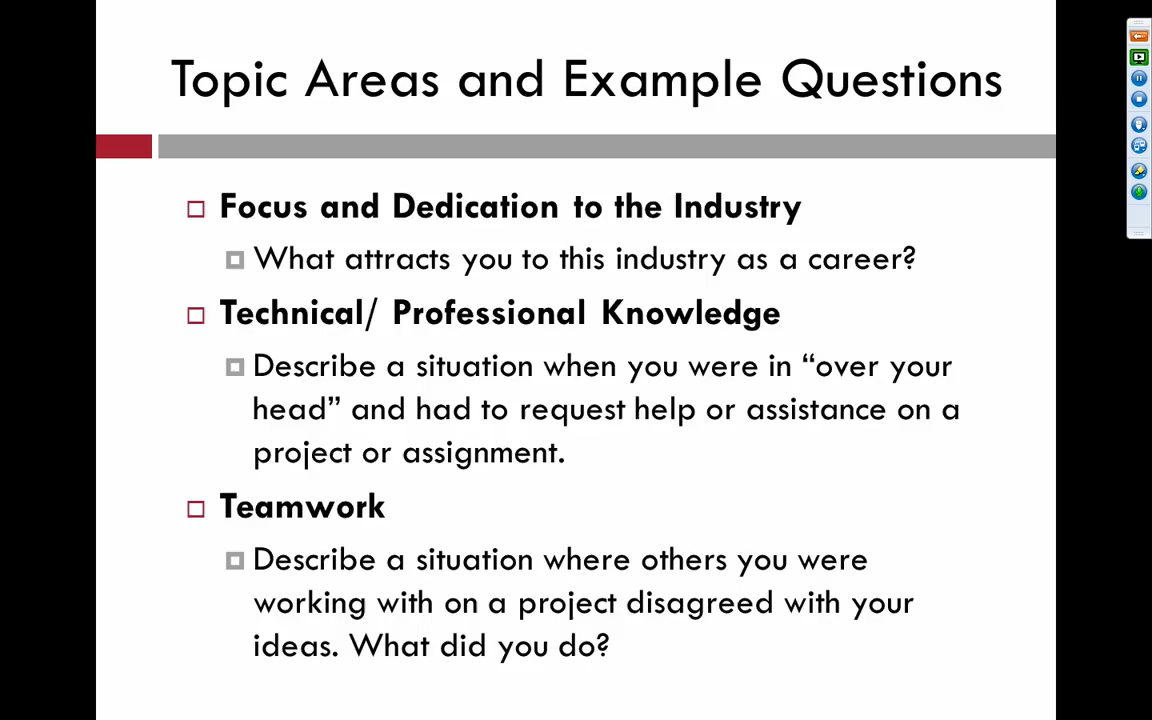 Topic Areas and Example Questions
Focus and Dedication to the Industry
What attracts you to this industry as a career?
Technical/ Professional Knowledge
Describe a situation when you were in “over your
head” and had to request help or assistance on a
project or assignment.
Teamwork
Describe a situation where others you were
working with on a project disagreed with your
ideas. What did you do?